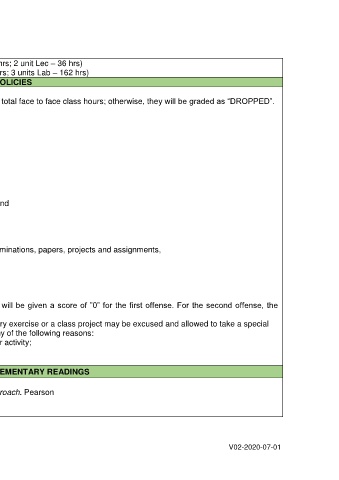 hrs; 2 unit Lec – 36 hrs)
rs; 3 units Lab – 162 hrs)
OLICIES
total face to face class hours; otherwise, they will be graded as “DROPPED”.
nd
minations, papers, projects and assignments,
will be given a score of "0" for the first offense. For the second offense, the
ry exercise or a class project may be excused and allowed to take a special
y of the following reasons:
r activity;
EMENTARY READINGS
roach. Pearson
V02-2020-07-01